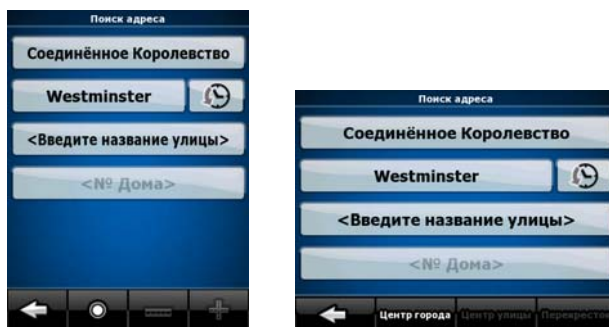 Поиск адреса
Соединённое Королевство
Westminster
<Введите название улицы>
<№ Дома>
Поиск адреса
Соединённое Королевство
Westminster
<Введите название улицы>
<№ Дома>
Центр города Центр улицы Перекресток